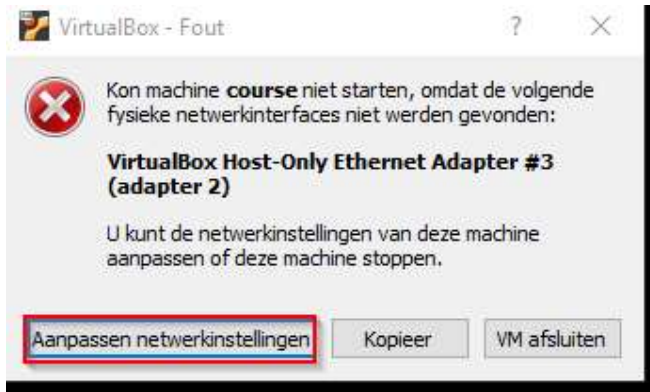 VirtualBox - Fout
?
Kon machine course niet starten, omdat de volgende
fysieke netwerkinterfaces niet werden gevonden:
VirtualBox Host-Only Ethernet Adapter #3
(adapter 2)
U kunt de netwerkinstellingen van deze machine
aanpassen of deze machine stoppen.
Aanpassen netwerkinstellingen
Kopieer
VM afsluiten